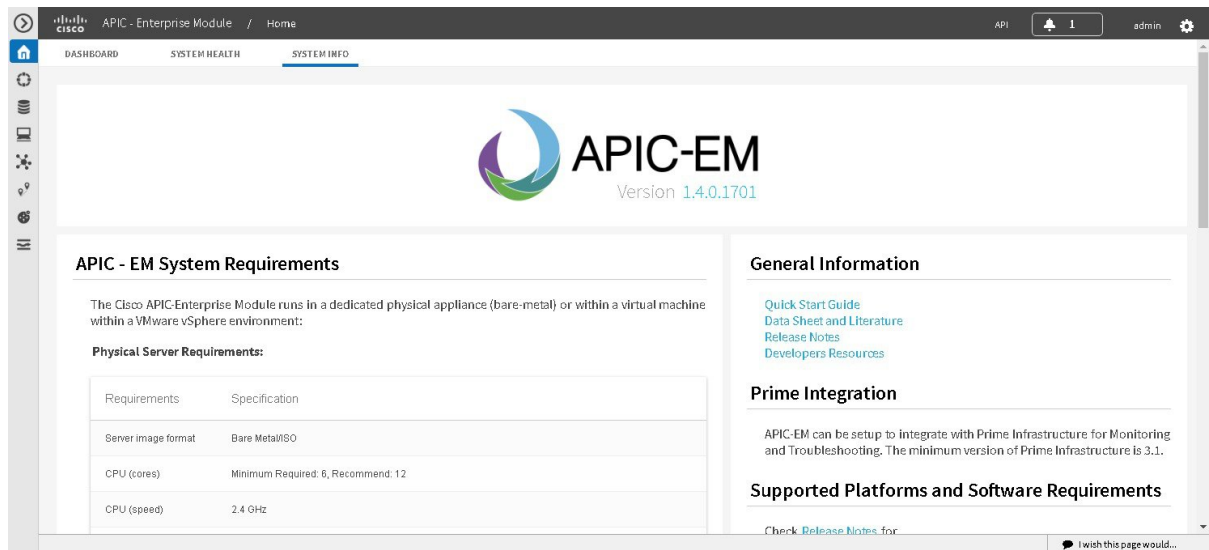 CISCO APIC - Enterprise Module / Home API 1 admin
DASHBOARD SYSTEM HEALTH SYSTEM INFO
APIC-EM
Version 1.4.0.1701
APIC - EM System Requirements
The Cisco APIC-Enterprise Module runs in a dedicated physical appliance (bare-metal) or within a virtual machine
within a VMware vSphere environment:
Physical Server Requirements:
Requirements Specification
Server image format Bare Metal/ISO
CPU (cores) Minimum Required: 6, Recommend: 12
CPU (speed) 2.4 GHz
General Information
Quick Start Guide
Data Sheet and Literature
Release Notes
Developers Resources
Prime Integration
APIC-EM can be setup to integrate with Prime Infrastructure for Monitoring
and Troubleshooting. The minimum version of Prime Infrastructure is 3.1.
Supported Platforms and Software Requirements
Check Release Notes for
I wish this page would...